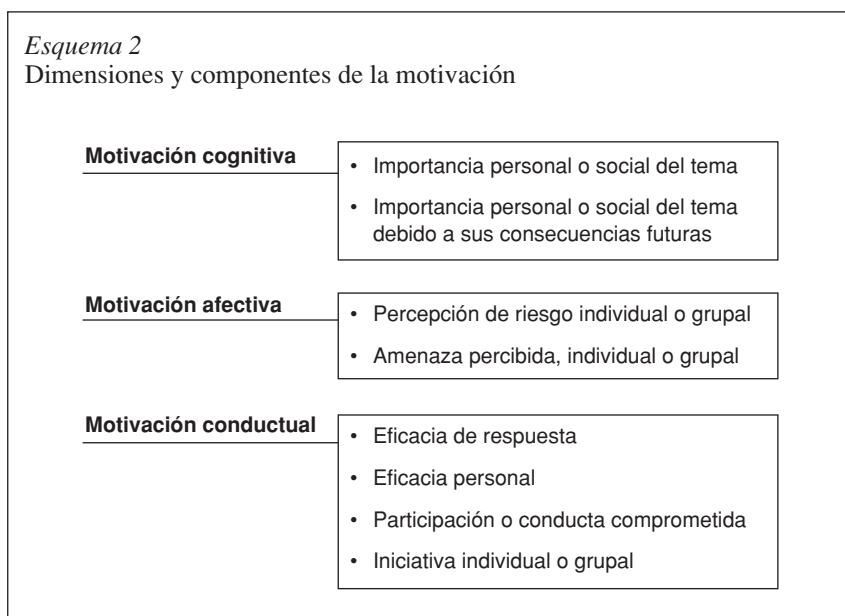 Esquema 2
Dimensiones y componentes de la motivación
Motivación cognitiva
• Importancia personal o social del tema
• Importancia personal o social del tema
debido a sus consecuencias futuras
Motivación afectiva
• Percepción de riesgo individual o grupal
• Amenaza percibida, individual o grupal
Motivación conductual
• Eficacia de respuesta
• Eficacia personal
• Participación o conducta comprometida
• Iniciativa individual o grupal